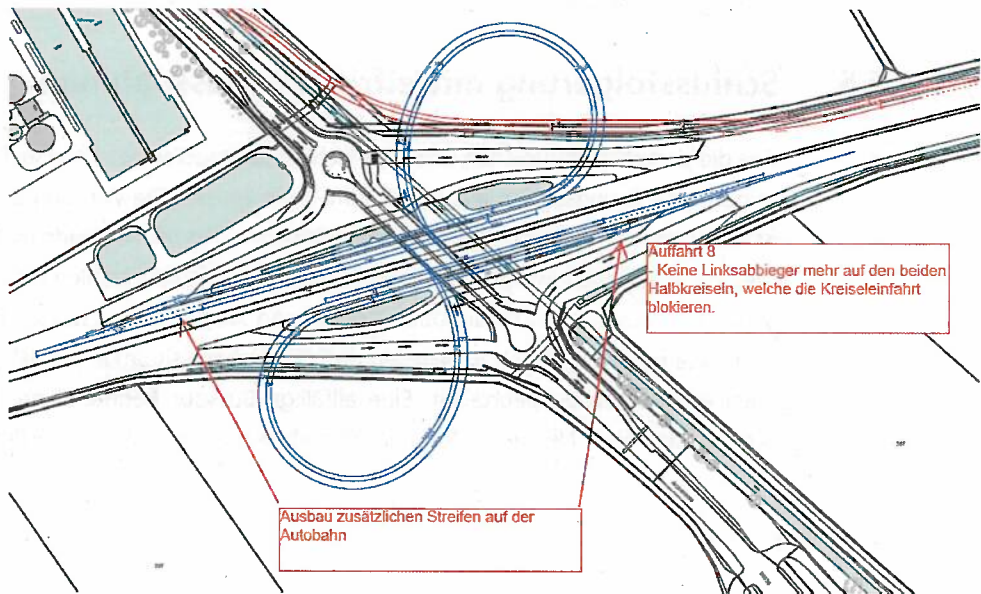 Auffahrt 8
- Keine Linksabbieger mehr auf den beiden
Halbkreiseln, welche die Kreiseleinfahrt
blokieren.
Ausbau zusätzlichen Streifen auf der
Autobahn